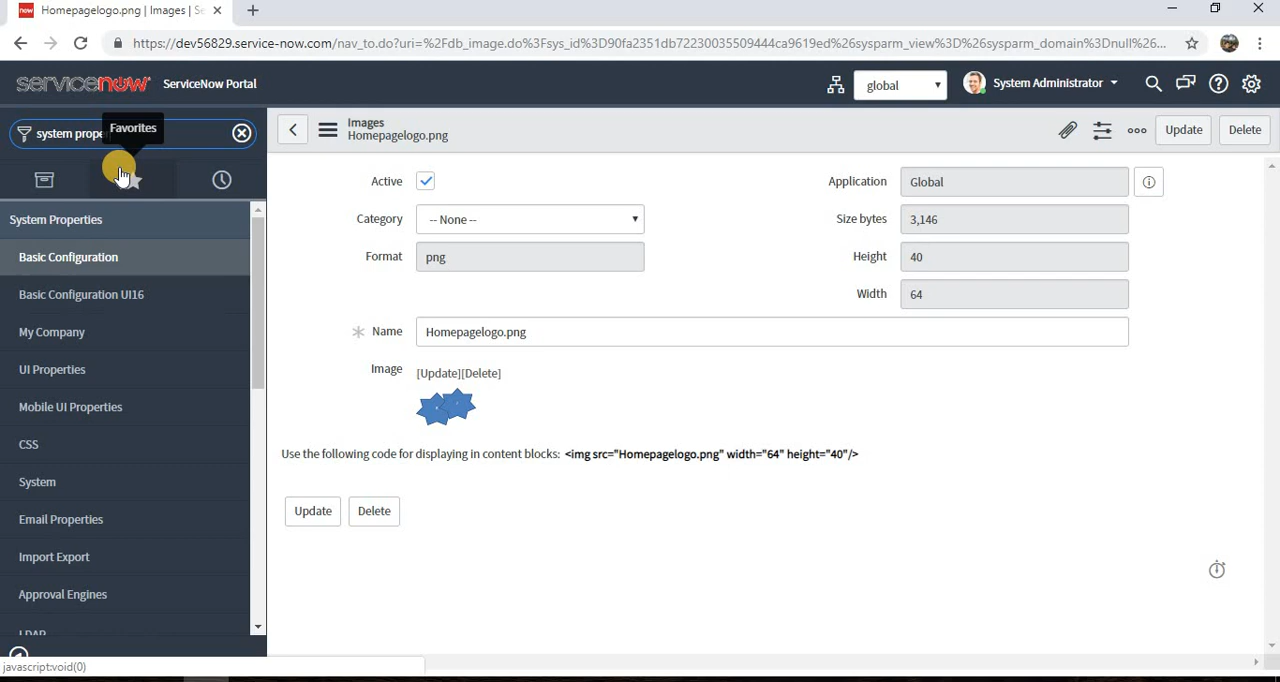 Homepagelogo.png | Images | Se
https://dev56829.service-now.com/nav_to.do?uri=%2Fdb_image.do%3Fsys_id%3D90fa2351db72230035509444ca9619ed%26sysparm_view%3D%26sysparm_domain%3Dnull%26...
servicenow ServiceNow Portal
global
System Administrator
system prope
Favorites
Images
Homepagelogo.png
Update
Delete
System Properties
Basic Configuration
Basic Configuration UI16
My Company
UI Properties
Mobile UI Properties
CSS
System
Email Properties
Import Export
Approval Engines
LDAP
javascript:void(0)
Active
Application Global
Category -- None --
Size bytes 3,146
Format png
Height 40
Width 64
Name Homepagelogo.png
Image [Update][Delete]
Use the following code for displaying in content blocks: <img src="Homepagelogo.png" width="64" height="40"/>
Update Delete